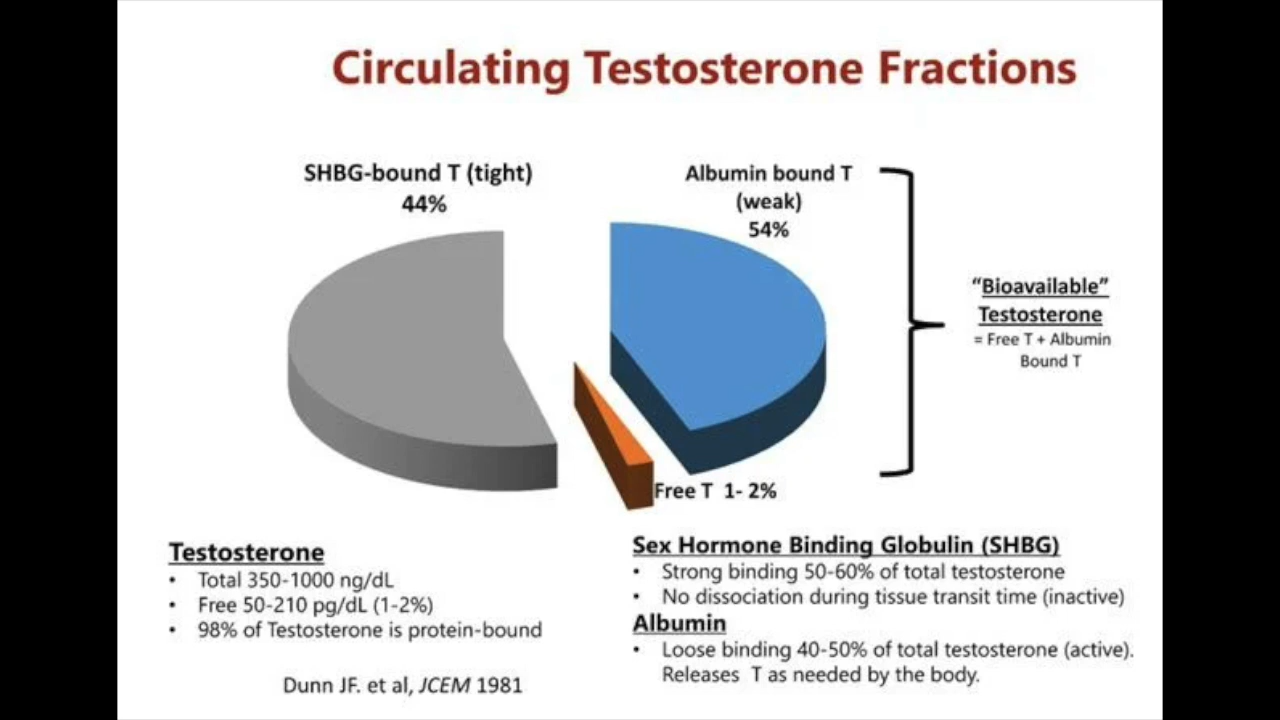 Circulating Testosterone Fractions
SHBG-bound T (tight)
44%
Albumin bound T
(weak)
54%
"Bioavailable"
Testosterone
= Free T + Albumin
Bound T
Free T 1- 2%
Testosterone
• Total 350-1000 ng/dL
• Free 50-210 pg/dL (1-2%)
• 98% of Testosterone is protein-bound
Dunn JF. et al, JCEM 1981
Sex Hormone Binding Globulin (SHBG)
• Strong binding 50-60% of total testosterone
• No dissociation during tissue transit time (inactive)
Albumin
• Loose binding 40-50% of total testosterone (active).
Releases T as needed by the body.